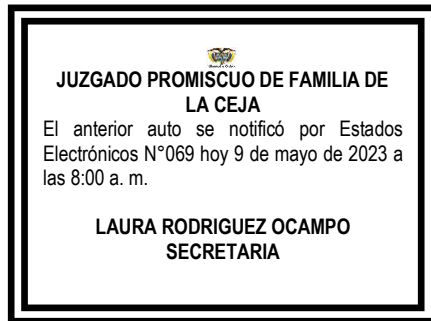 JUZGADO PROMISCUO DE FAMILIA DE
LA CEJA
El anterior auto se notificó por Estados
Electrónicos N°069 hoy 9 de mayo de 2023 a
las 8:00 a. m.
LAURA RODRIGUEZ OCAMPO
SECRETARIA